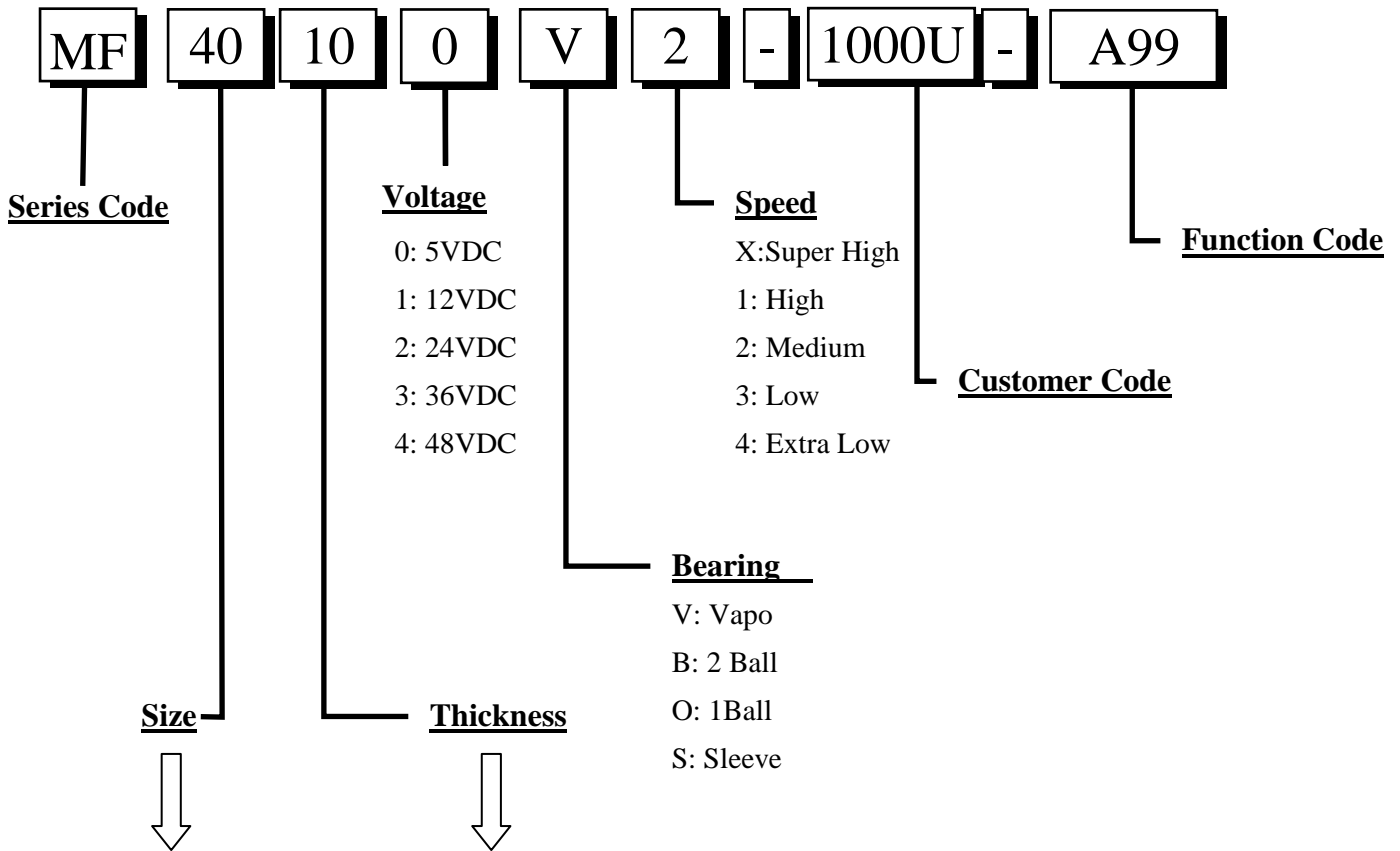 MF 40 10 0 V 2 - 1000U - A99
Series Code
Voltage
0: 5VDC
1: 12VDC
2: 24VDC
3: 36VDC
4: 48VDC
Speed
X:Super High
1: High
2: Medium
3: Low
4: Extra Low
Function Code
Customer Code
Bearing
V: Vapo
B: 2 Ball
O: 1Ball
S: Sleeve
Size
Thickness